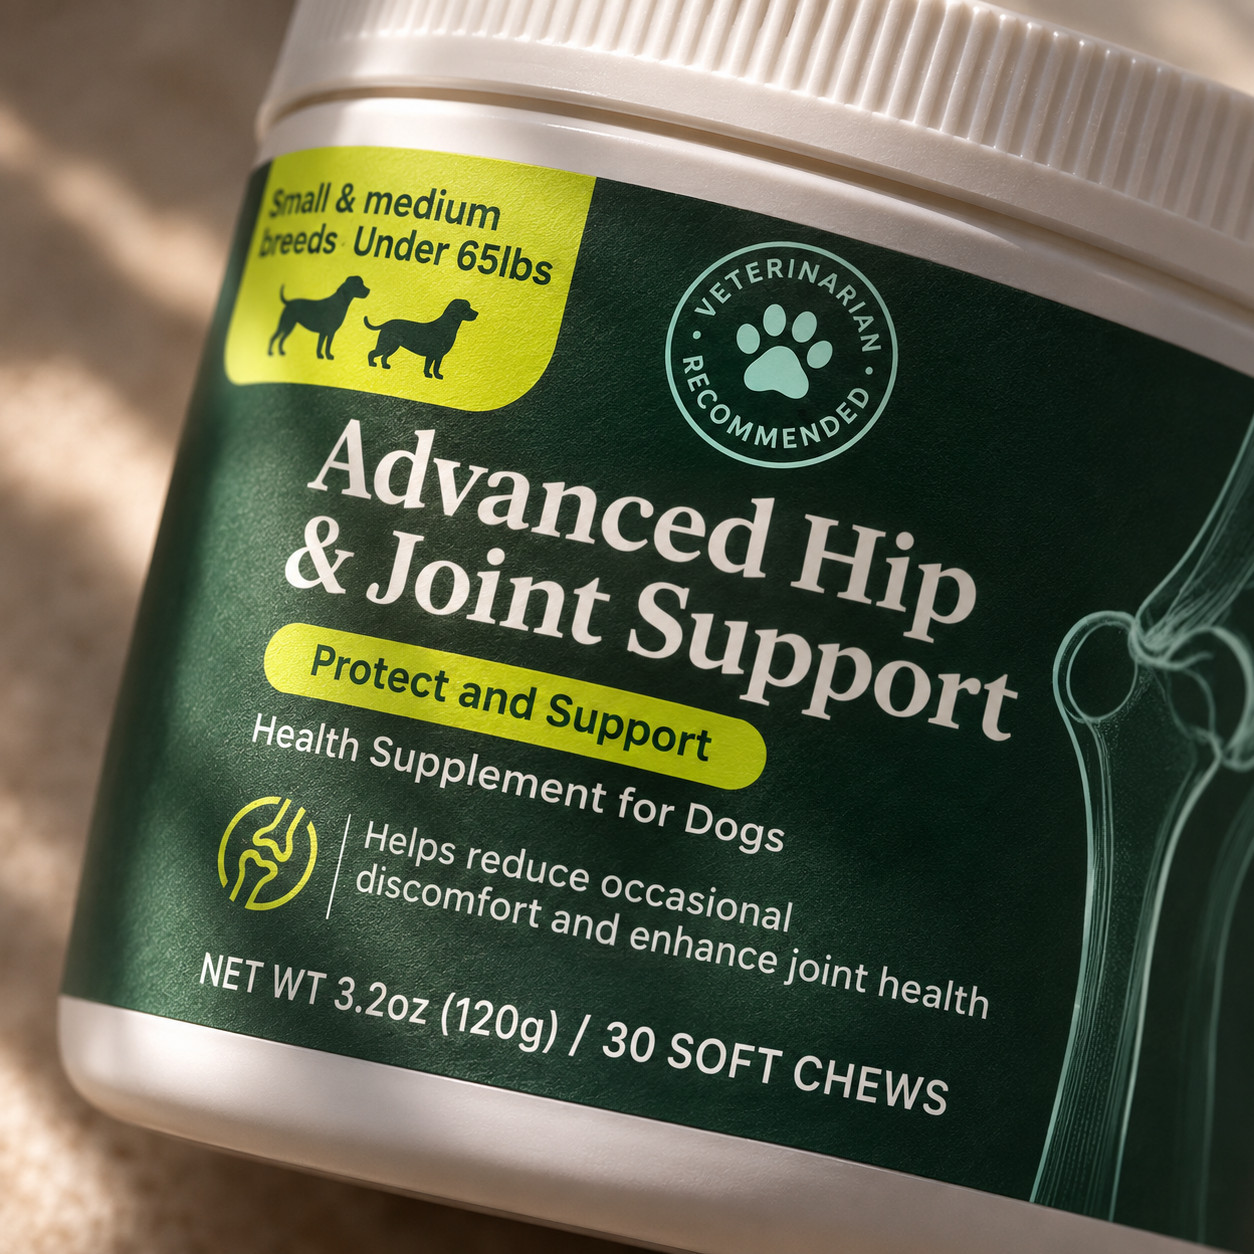 Small & medium
breeds Under 65lbs
VETERINARIAN
RECOMMENDED
Advanced Hip
& Joint Support
Protect and Support
Health Supplement for Dogs
Helps reduce occasional
discomfort and enhance joint health
NET WT 3.2oz (120g) / 30 SOFT CHEWS